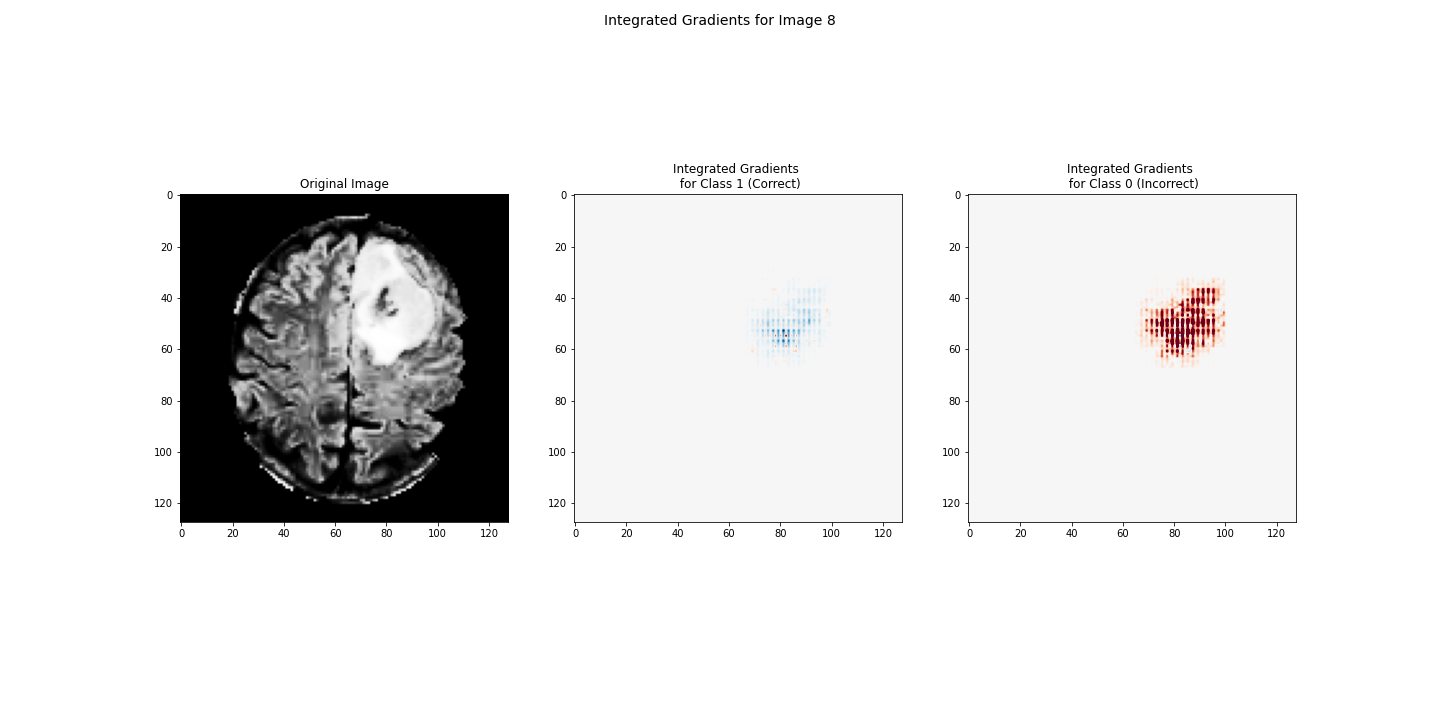 Integrated Gradients for Image 8
Original Image
0
20
40
60
80
100
120
0 20 40 60 80 100 120
Integrated Gradients
for Class 1 (Correct)
0
20
40
60
80
100
120
0 20 40 60 80 100 120
Integrated Gradients
for Class 0 (Incorrect)
0
20
40
60
80
100
120
0 20 40 60 80 100 120